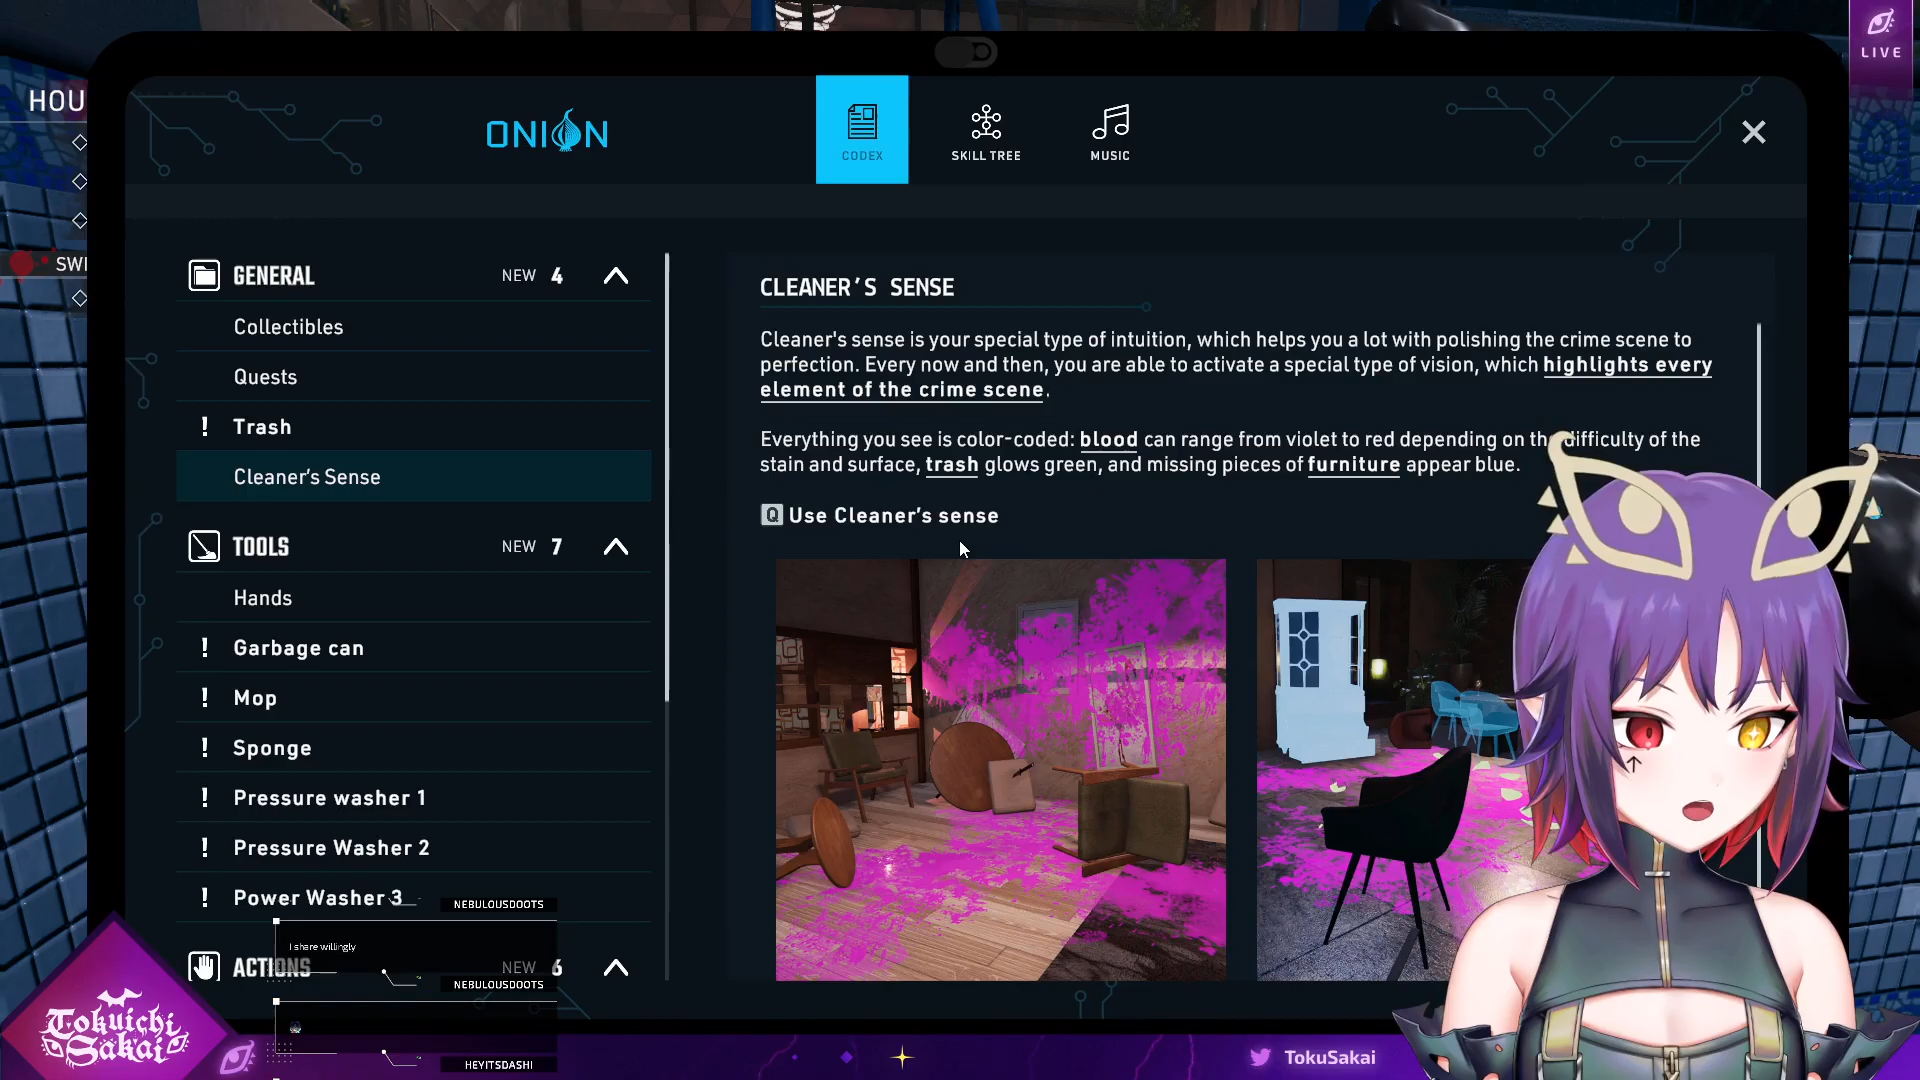 LIVE
HOU
SWI
ONION
CODEX
SKILL TREE
MUSIC
GENERAL NEW 4
Collectibles
Quests
! Trash
Cleaner's Sense
TOOLS NEW 7
Hands
! Garbage can
! Mop
! Sponge
! Pressure washer 1
! Pressure Washer 2
! Power Washer 3
ACTIONS NEW 6
CLEANER'S SENSE
Cleaner's sense is your special type of intuition, which helps you a lot with polishing the crime scene to
perfection. Every now and then, you are able to activate a special type of vision, which highlights every
element of the crime scene.
Everything you see is color-coded: blood can range from violet to red depending on the difficulty of the
stain and surface, trash glows green, and missing pieces of furniture appear blue.
Q Use Cleaner's sense
NEBULOUSDOOTS
I share willingly
NEBULOUSDOOTS
HEYITSDASHI
Tokuichi
Sakai
TokuSakai